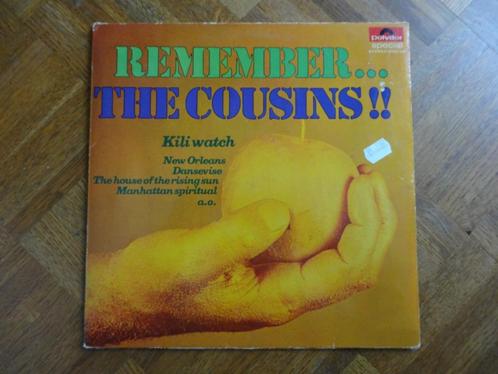 Polydor
special
REMEMBER...
THE COUSINS!!
Kili watch
New Orleans
Dansevise
The house of the rising sun
Manhattan spiritual
a.o.